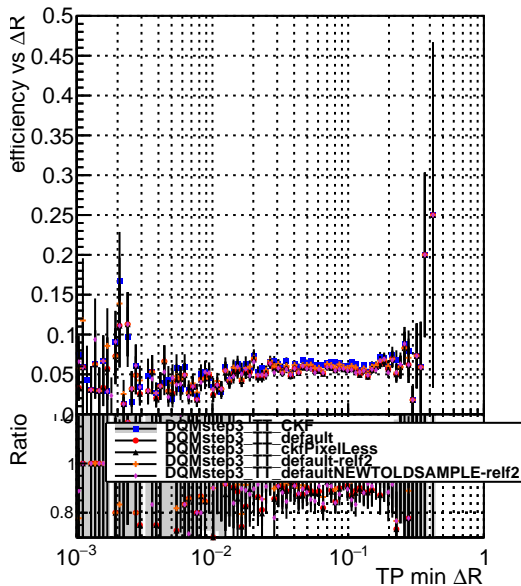 efficiency vs ΔR
0.5
0.45
0.4
0.35
0.3
0.25
0.2
0.15
0.1
0.05
0
Ratio
1
0.8
DQMstep3_TT_CKF
DQMstep3_TT_default
DQMstep3_TT_ckfPixelLess
DQMstep3_TT_default-relf2
DQMstep3_TT_defaultNEWTOLDSAMPLE-relf2
10⁻³
10⁻²
10⁻¹
1
TP min ΔR